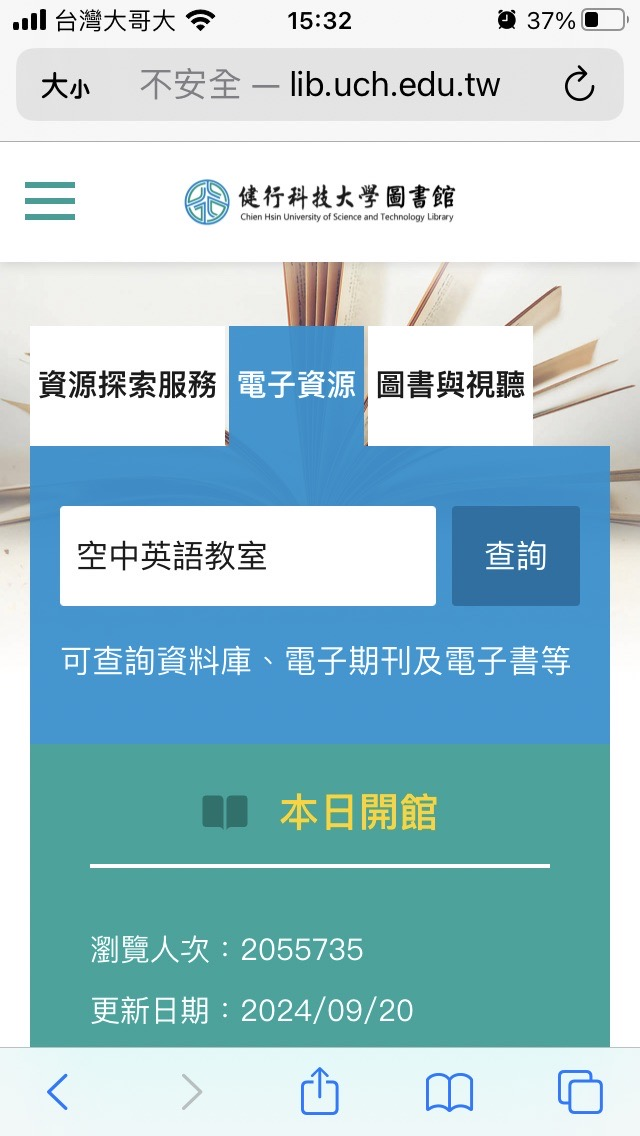 台灣大哥大 15:32 37%
大小 不安全 — lib.uch.edu.tw
健行科技大學圖書館
Chien Hsin University of Science and Technology Library
資源探索服務 電子資源 圖書與視聽
空中英語教室 查詢
可查詢資料庫、電子期刊及電子書等
本日開館
瀏覽人次：2055735
更新日期：2024/09/20